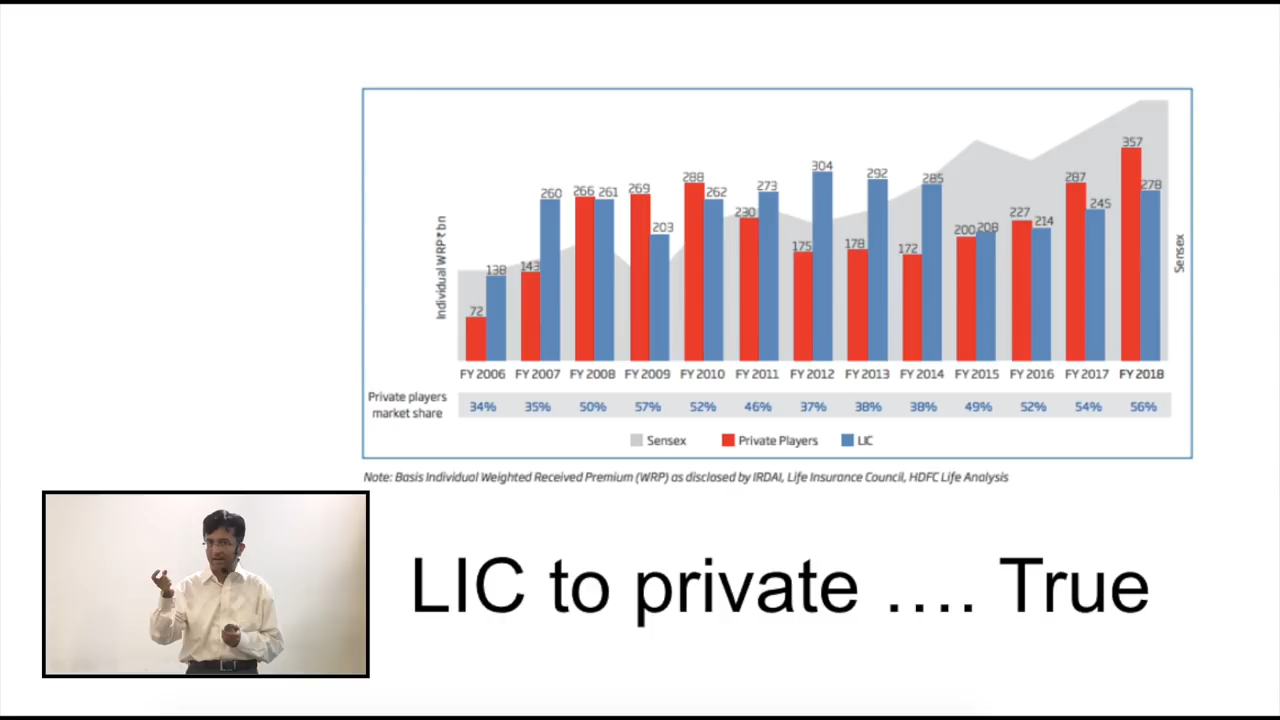 Individual WRP ₹ bn
Sensex
72 138 143 260 266 261 269 203 288 262 230 273 175 304 178 292 172 285 200 208 227 214 287 245 357 278
FY 2006 FY 2007 FY 2008 FY 2009 FY 2010 FY 2011 FY 2012 FY 2013 FY 2014 FY 2015 FY 2016 FY 2017 FY 2018
Private players
market share
34% 35% 50% 57% 52% 46% 37% 38% 38% 49% 52% 54% 56%
Sensex Private Players LIC
Note: Basis Individual Weighted Received Premium (WRP) as disclosed by IRDAI, Life Insurance Council, HDFC Life Analysis
LIC to private .... True